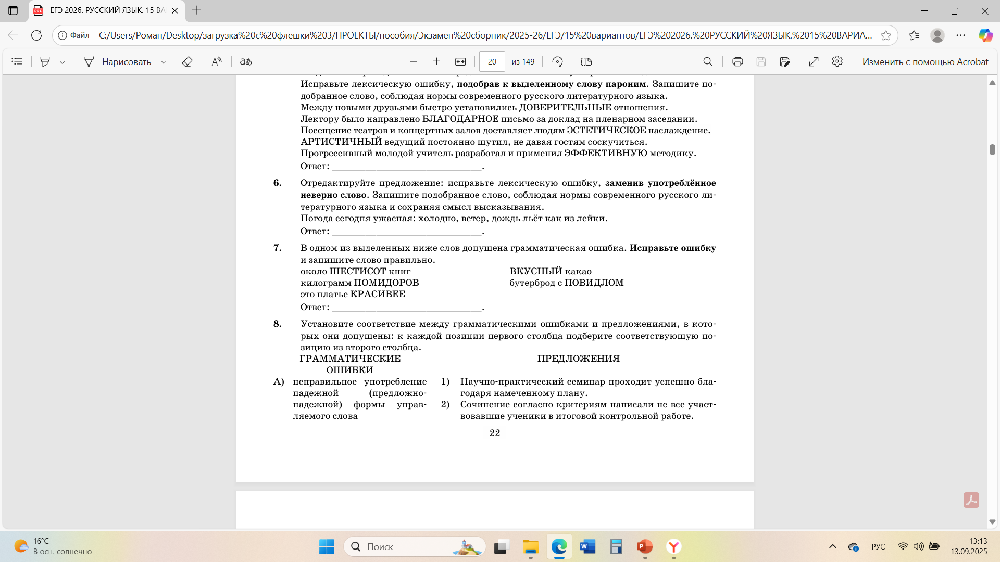 ЕГЭ 2026. РУССКИЙ ЯЗЫК. 15 ВА
Файл
C:/Users/Роман/Desktop/загрузка%20с%20флешки%203/ПРОЕКТЫ/пособия/Экзамен%20сборник/2025-26/ЕГЭ/15%20вариантов/ЕГЭ%202026.%20РУССКИЙ%20ЯЗЫК.%2015%20ВАРИА...
Нарисовать
20 из 149
Изменить с помощью Acrobat
Исправьте лексическую ошибку, подобрав к выделенному слову пароним. Запишите по-
добранное слово, соблюдая нормы современного русского литературного языка.
Между новыми друзьями быстро установились ДОВЕРИТЕЛЬНЫЕ отношения.
Лектору было направлено БЛАГОДАРНОЕ письмо за доклад на пленарном заседании.
Посещение театров и концертных залов доставляет людям ЭСТЕТИЧЕСКОЕ наслаждение.
АРТИСТИЧНЫЙ ведущий постоянно шутил, не давая гостям соскучиться.
Прогрессивный молодой учитель разработал и применил ЭФФЕКТИВНУЮ методику.
Ответ: ___________________________.
6. Отредактируйте предложение: исправьте лексическую ошибку, заменив употреблённое
неверно слово. Запишите подобранное слово, соблюдая нормы современного русского ли-
тературного языка и сохраняя смысл высказывания.
Погода сегодня ужасная: холодно, ветер, дождь льёт как из лейки.
Ответ: ___________________________.
7. В одном из выделенных ниже слов допущена грамматическая ошибка. Исправьте ошибку
и запишите слово правильно.
около ШЕСТИСОТ книг ВКУСНЫЙ какао
килограмм ПОМИДОРОВ бутерброд с ПОВИДЛОМ
это платье КРАСИВЕЕ
Ответ: ___________________________.
8. Установите соответствие между грамматическими ошибками и предложениями, в кото-
рых они допущены: к каждой позиции первого столбца подберите соответствующую по-
зицию из второго столбца.
ГРАММАТИЧЕСКИЕ
ОШИБКИ
ПРЕДЛОЖЕНИЯ
А) неправильное употребление
падежной (предложно-
падежной) формы управ-
ляемого слова
1) Научно-практический семинар проходит успешно бла-
годаря намеченному плану.
2) Сочинение согласно критериям написали не все участ-
вовавшие ученики в итоговой контрольной работе.
22
16°C
В осн. солнечно
Поиск
РУС
13:13
13.09.2025